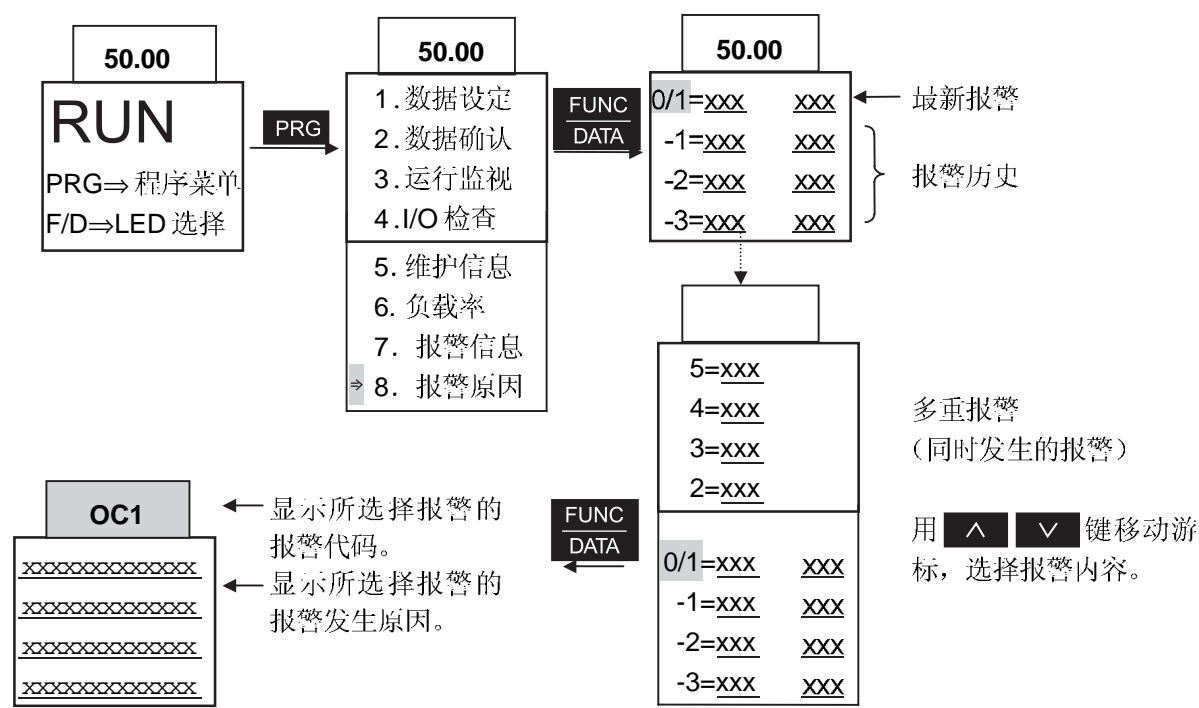 50.00
RUN
PRG⇒程序菜单
F/D⇒LED 选择
PRG
50.00
1.数据设定
2.数据确认
3.运行监视
4.I/O 检查
5. 维护信息
6. 负载率
7. 报警信息
⇒ 8. 报警原因
FUNC
DATA
50.00
0/1=xxx xxx
-1=xxx xxx
-2=xxx xxx
-3=xxx xxx
最新报警
报警历史
5=xxx
4=xxx
3=xxx
2=xxx
0/1=xxx xxx
-1=xxx xxx
-2=xxx xxx
-3=xxx xxx
多重报警
（同时发生的报警）
用 ∧ ∨ 键移动游
标，选择报警内容。
FUNC
DATA
OC1
xxxxxxxxxxxxx
xxxxxxxxxxxxx
xxxxxxxxxxxxx
xxxxxxxxxxxxx
显示所选择报警的
报警代码。
显示所选择报警的
报警发生原因。